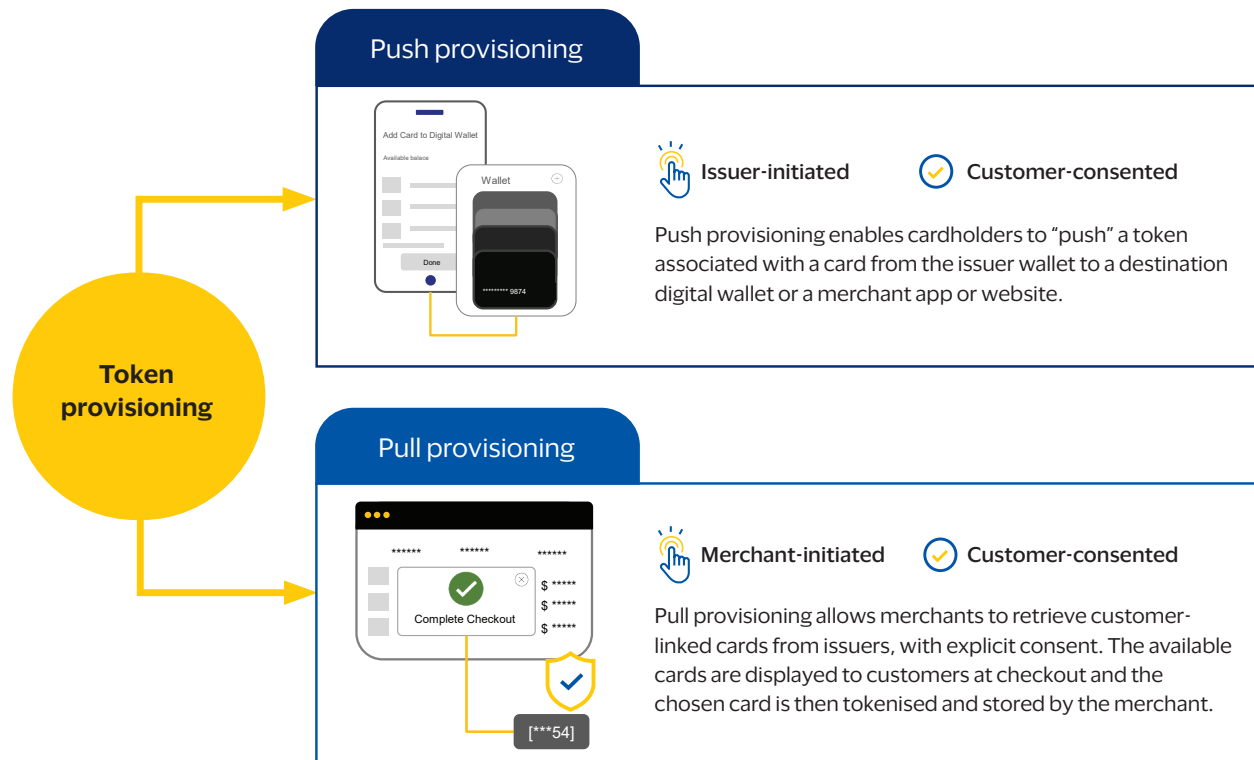 Push provisioning
Add Card to Digital Wallet
Available balace
Wallet
Done
********* 9874
Issuer-initiated
Customer-consented
Push provisioning enables cardholders to “push” a token
associated with a card from the issuer wallet to a destination
digital wallet or a merchant app or website.
Token
provisioning
Pull provisioning
****** ****** ******
$ *****
$ *****
$ *****
Complete Checkout
[***54]
Merchant-initiated
Customer-consented
Pull provisioning allows merchants to retrieve customer-
linked cards from issuers, with explicit consent. The available
cards are displayed to customers at checkout and the
chosen card is then tokenised and stored by the merchant.